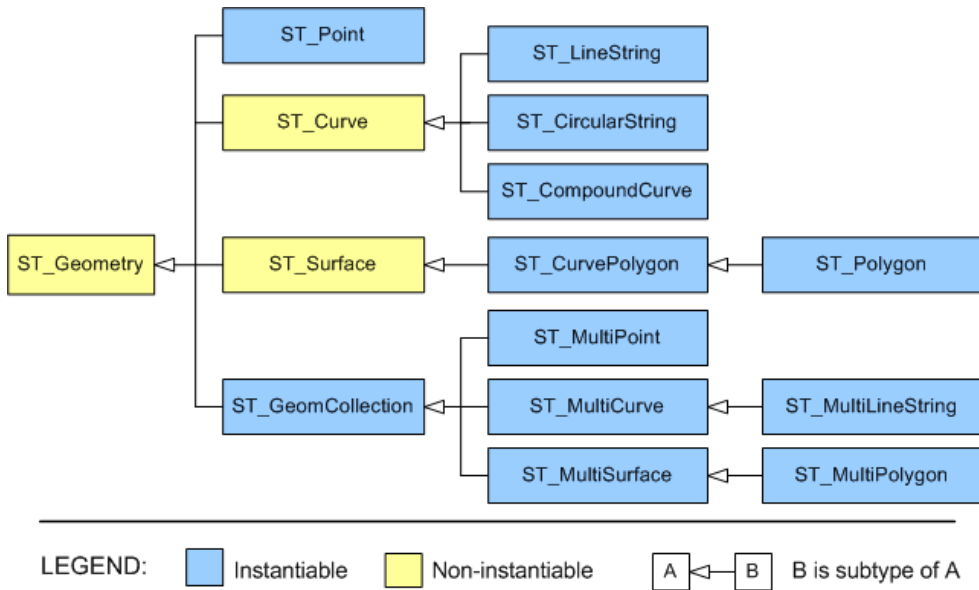 ST_Point
ST_LineString
ST_Curve
ST_CircularString
ST_CompoundCurve
ST_Geometry
ST_Surface
ST_CurvePolygon
ST_Polygon
ST_MultiPoint
ST_GeomCollection
ST_MultiCurve
ST_MultiLineString
ST_MultiSurface
ST_MultiPolygon
LEGEND:
Instantiable
Non-instantiable
A
B
B is subtype of A